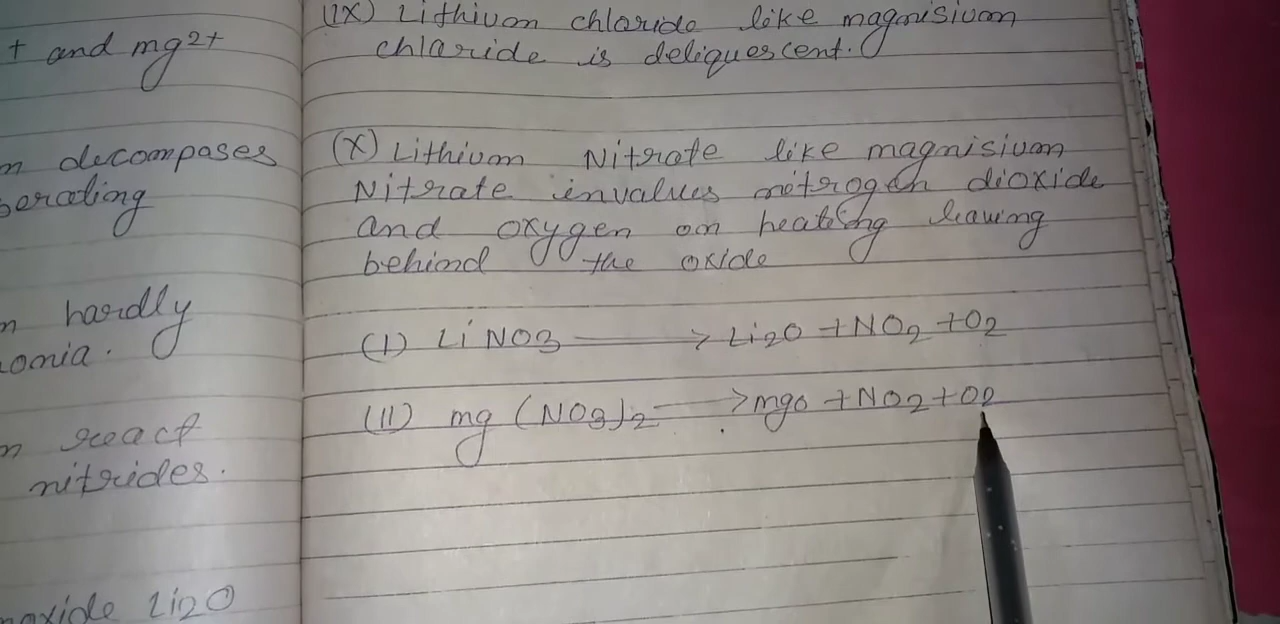 + and mg2+
m decomposes
berating
m hardly
onia.
n react
nitrides.
noxide Li2O
(IX) Lithium chloride like magnisium
chloride is deliquescent.
(X) Lithium Nitrate like magnisium
Nitrate invalues nitrogen dioxide
and oxygen on heating leaving
behind the oxide
(I) LiNO3 → Li2O + NO2 + O2
(II) mg (NO3)2 → mgo + NO2 + O2